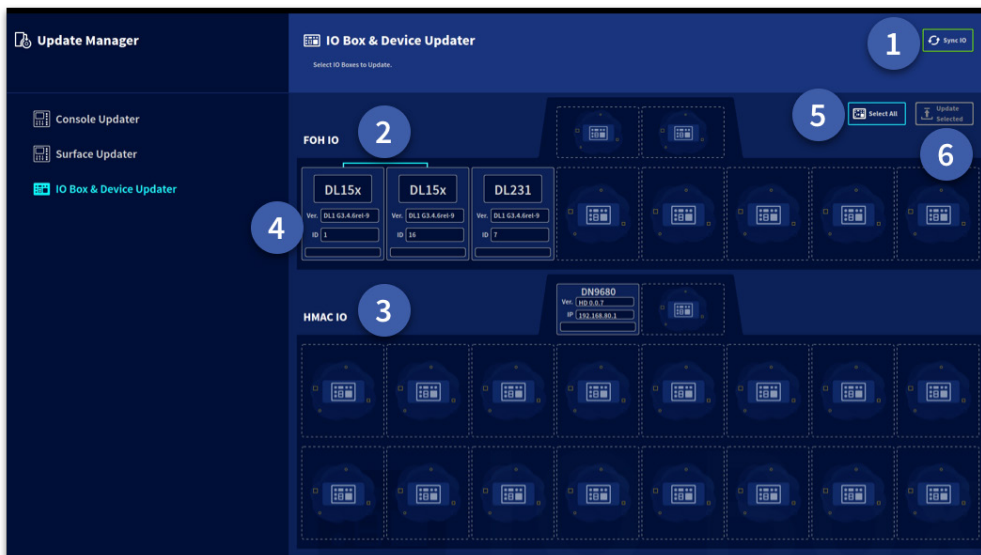 Update Manager
IO Box & Device Updater
Select IO Boxes to Update.
1
Sync IO
Console Updater
Surface Updater
IO Box & Device Updater
FOH IO
2
5
Select All
Update
Selected
6
4
DL15x
Ver. DL1 G3.4.6rel-9
ID 1
DL15x
Ver. DL1 G3.4.6rel-9
ID 16
DL231
Ver. DL1 G3.4.6rel-9
ID 7
HMAC IO
3
DN9680
Ver. HD 0.0.7
IP 192.168.80.1